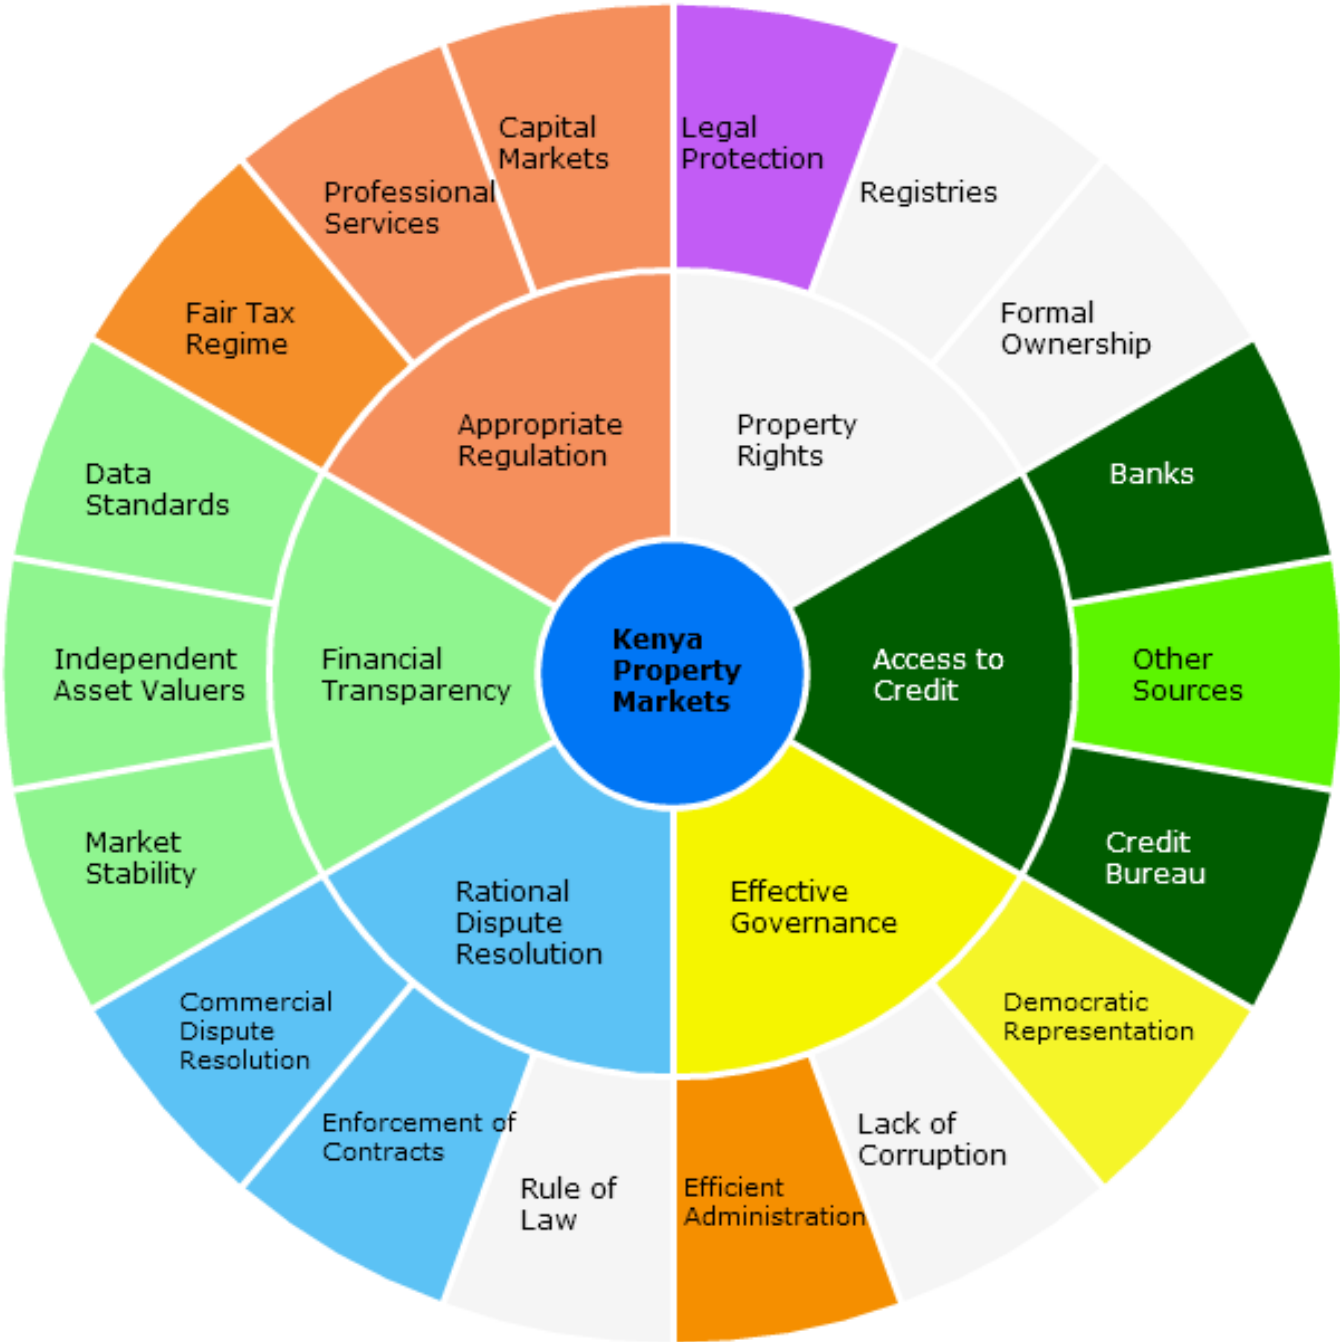 Capital
Markets
Legal
Protection
Professional
Services
Registries
Fair Tax
Regime
Formal
Ownership
Appropriate
Regulation
Property
Rights
Data
Standards
Banks
Independent
Asset Valuers
Financial
Transparency
Kenya
Property
Markets
Access to
Credit
Other
Sources
Market
Stability
Credit
Bureau
Rational
Dispute
Resolution
Effective
Governance
Commercial
Dispute
Resolution
Democratic
Representation
Enforcement of
Contracts
Lack of
Corruption
Rule of
Law
Efficient
Administration